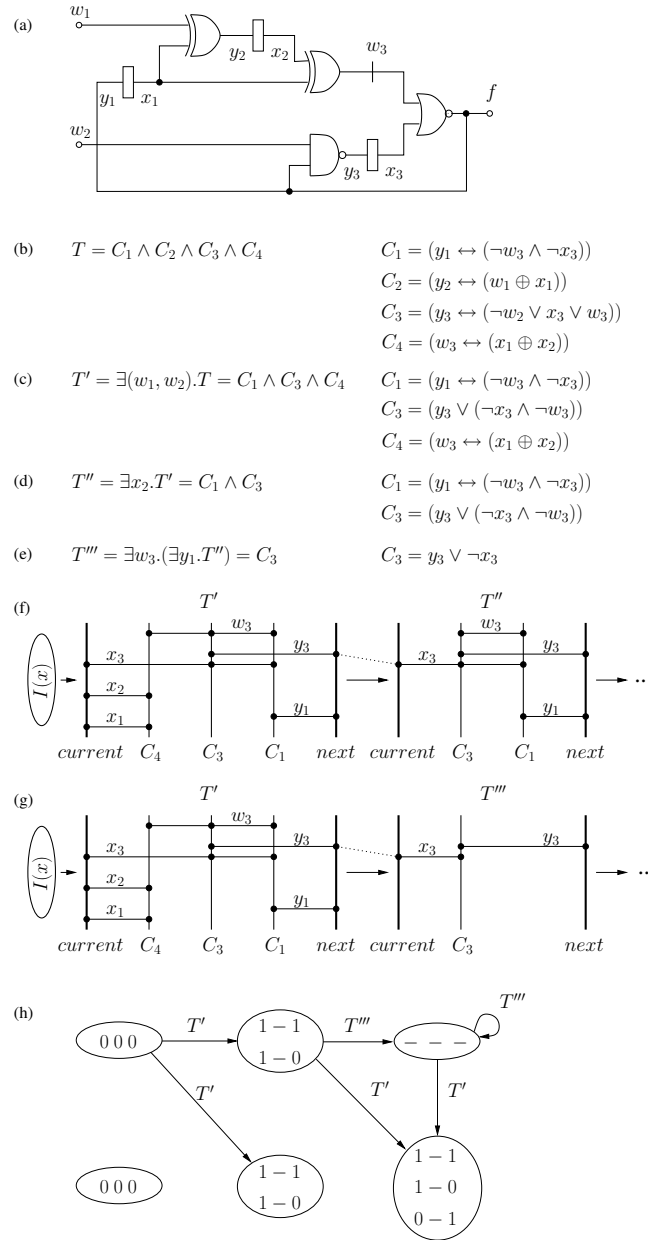 (a)
w₁
y₂ x₂
w₃
y₁ x₁
f
w₂
y₃ x₃
(b) T = C₁ ∧ C₂ ∧ C₃ ∧ C₄ C₁ = (y₁ ↔ (¬w₃ ∧ ¬x₃))
C₂ = (y₂ ↔ (w₁ ⊕ x₁))
C₃ = (y₃ ↔ (¬w₂ ∨ x₃ ∨ w₃))
C₄ = (w₃ ↔ (x₁ ⊕ x₂))
(c) T′ = ∃(w₁, w₂).T = C₁ ∧ C₃ ∧ C₄ C₁ = (y₁ ↔ (¬w₃ ∧ ¬x₃))
C₃ = (y₃ ∨ (¬x₃ ∧ ¬w₃))
C₄ = (w₃ ↔ (x₁ ⊕ x₂))
(d) T″ = ∃x₂.T′ = C₁ ∧ C₃ C₁ = (y₁ ↔ (¬w₃ ∧ ¬x₃))
C₃ = (y₃ ∨ (¬x₃ ∧ ¬w₃))
(e) T‴ = ∃w₃.(∃y₁.T″) = C₃ C₃ = y₃ ∨ ¬x₃
(f) T′ T″
w₃ w₃
y₃ y₃
I(x) x₃ x₃
x₂
x₁ y₁ y₁
current C₄ C₃ C₁ next current C₃ C₁ next
(g) T′ T‴
w₃
y₃ y₃
I(x) x₃ x₃
x₂
x₁ y₁
current C₄ C₃ C₁ next current C₃ next
(h) T‴
0 0 0 T′ 1 – 1 T‴ – – –
1 – 0
T′ T′ T′
0 0 0 1 – 1 1 – 1
1 – 0 1 – 0
0 – 1